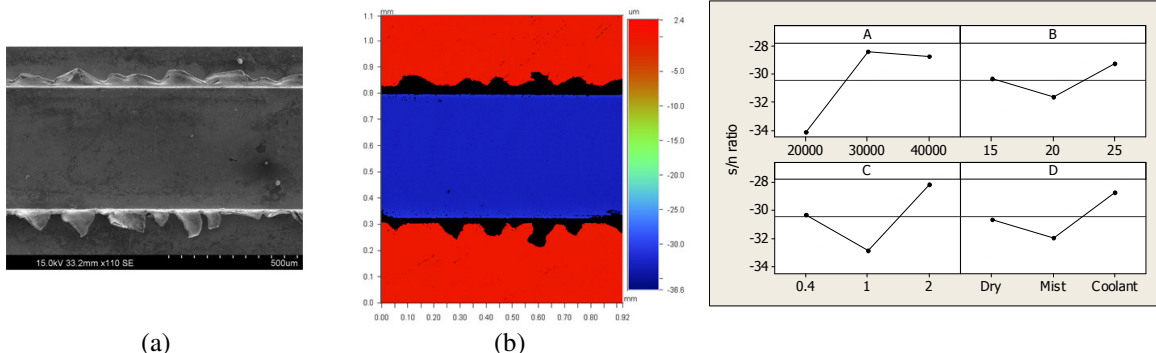 15.0kV 33.2mm x110 SE
500um
(a)
mm
1.1
1.0
0.9
0.8
0.7
0.6
0.5
0.4
0.3
0.2
0.1
0.0
0.00 0.10 0.20 0.30 0.40 0.50 0.60 0.70 0.80 0.92
mm
um
2.4
-5.0
-10.0
-15.0
-20.0
-25.0
-30.0
-36.6
(b)
s/n ratio
A B
-28
-30
-32
-34
20000 30000 40000 15 20 25
C D
-28
-30
-32
-34
0.4 1 2 Dry Mist Coolant